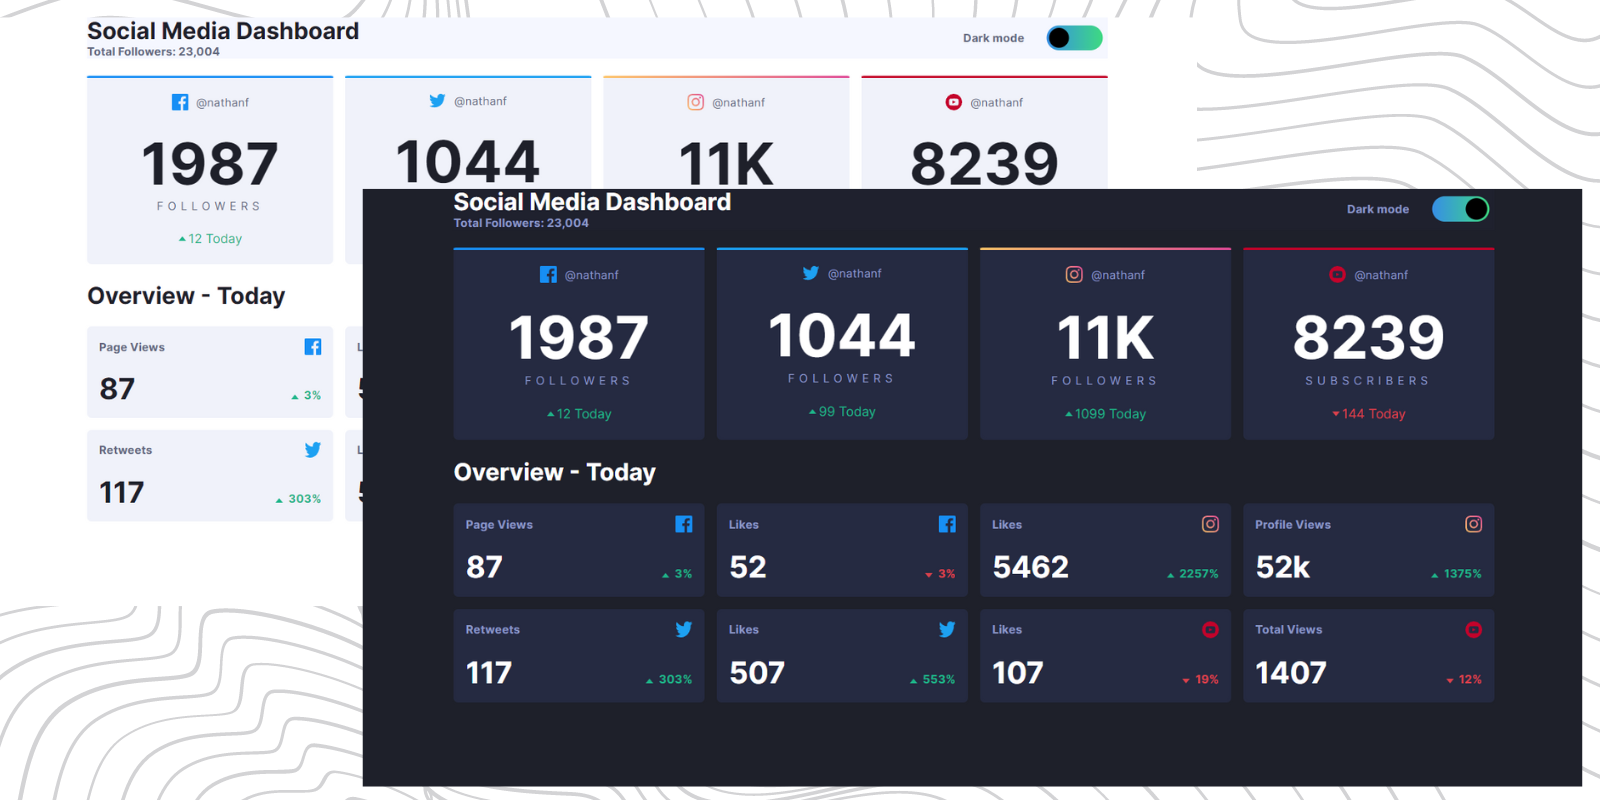 Social Media Dashboard
Total Followers: 23,004
Dark mode
@nathanf
@nathanf
@nathanf
@nathanf
1987
1044
11K
8239
FOLLOWERS
12 Today
Overview - Today
Page Views
87
3%
Retweets
117
303%
Social Media Dashboard
Total Followers: 23,004
Dark mode
@nathanf
@nathanf
@nathanf
@nathanf
1987
1044
11K
8239
FOLLOWERS
FOLLOWERS
FOLLOWERS
SUBSCRIBERS
12 Today
99 Today
1099 Today
144 Today
Overview - Today
Page Views
Likes
Likes
Profile Views
87
3%
52
3%
5462
2257%
52k
1375%
Retweets
Likes
Likes
Total Views
117
303%
507
553%
107
19%
1407
12%